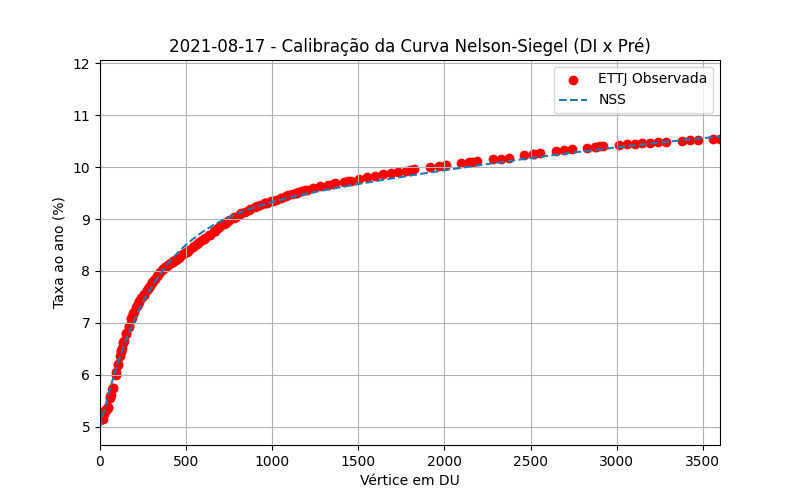 2021-08-17 - Calibração da Curva Nelson-Siegel (DI x Pré)
ETTJ Observada
NSS
Taxa ao ano (%)
12
11
10
9
8
7
6
5
0 500 1000 1500 2000 2500 3000 3500
Vértice em DU